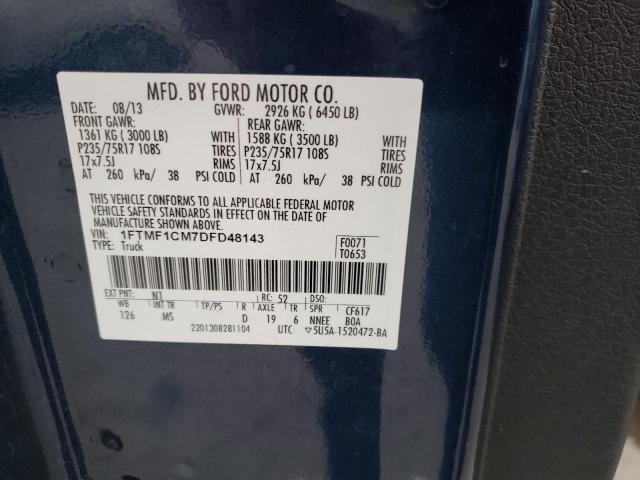 MFD. BY FORD MOTOR CO.
DATE: 08/13 GVWR: 2926 KG ( 6450 LB)
FRONT GAWR: REAR GAWR:
1361 KG ( 3000 LB) WITH 1588 KG ( 3500 LB) WITH
P235/75R17 108S TIRES P235/75R17 108S TIRES
17x7.5J RIMS 17x7.5J RIMS
AT 260 kPa/ 38 PSI COLD AT 260 kPa/ 38 PSI COLD
THIS VEHICLE CONFORMS TO ALL APPLICABLE FEDERAL MOTOR
VEHICLE SAFETY STANDARDS IN EFFECT ON THE DATE OF
MANUFACTURE SHOWN ABOVE.
VIN: 1FTMF1CM7DFD48143 F0071
TYPE: Truck T0653
EXT PNT: N1 RC: 52 DSO:
WB INT TR TP/PS R AXLE TR SPR CF617
126 MS D 19 6 NNEE BOA
2201308281104 UTC ▽5U5A-1520472-BA